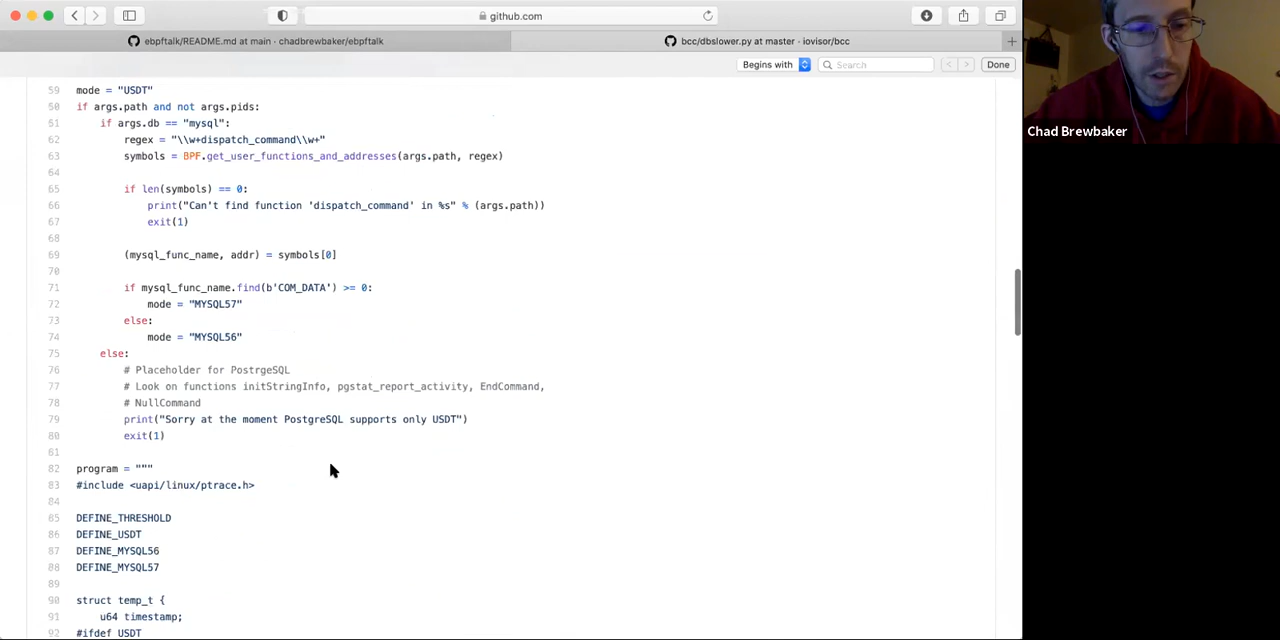 github.com
ebpftalk/README.md at main · chadbrewbaker/ebpftalk
bcc/dbslower.py at master · iovisor/bcc
Begins with
Search
Done
Chad Brewbaker
59 mode = "USDT"
50 if args.path and not args.pids:
51 if args.db == "mysql":
62 regex = "\\w+dispatch_command\\w+"
63 symbols = BPF.get_user_functions_and_addresses(args.path, regex)
64
65 if len(symbols) == 0:
66 print("Can't find function 'dispatch_command' in %s" % (args.path))
67 exit(1)
68
69 (mysql_func_name, addr) = symbols[0]
70
71 if mysql_func_name.find(b'COM_DATA') >= 0:
72 mode = "MYSQL57"
73 else:
74 mode = "MYSQL56"
75 else:
76 # Placeholder for PostrgeSQL
77 # Look on functions initStringInfo, pgstat_report_activity, EndCommand,
78 # NullCommand
79 print("Sorry at the moment PostgreSQL supports only USDT")
80 exit(1)
81
82 program = """
83 #include <uapi/linux/ptrace.h>
84
85 DEFINE_THRESHOLD
86 DEFINE_USDT
87 DEFINE_MYSQL56
88 DEFINE_MYSQL57
89
90 struct temp_t {
91 u64 timestamp;
92 #ifdef USDT